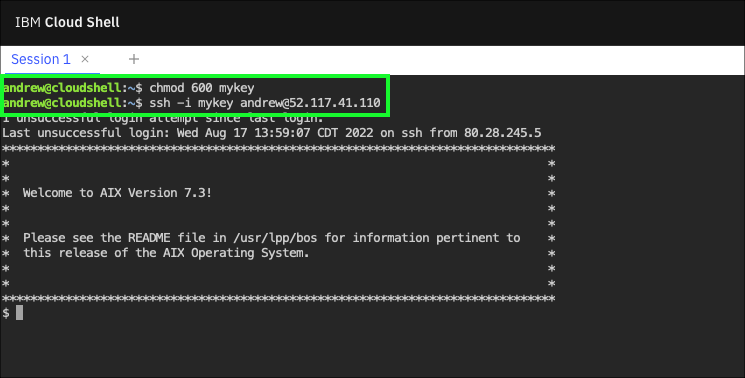 IBM Cloud Shell
Session 1 × +
andrew@cloudshell:~$ chmod 600 mykey
andrew@cloudshell:~$ ssh -i mykey andrew@52.117.41.110
1 unsuccessful login attempt since last login.
Last unsuccessful login: Wed Aug 17 13:59:07 CDT 2022 on ssh from 80.28.245.5
*******************************************************************************
*                                                                             *
*                                                                             *
*  Welcome to AIX Version 7.3!                                                *
*                                                                             *
*                                                                             *
*  Please see the README file in /usr/lpp/bos for information pertinent to    *
*  this release of the AIX Operating System.                                  *
*                                                                             *
*                                                                             *
*******************************************************************************
$